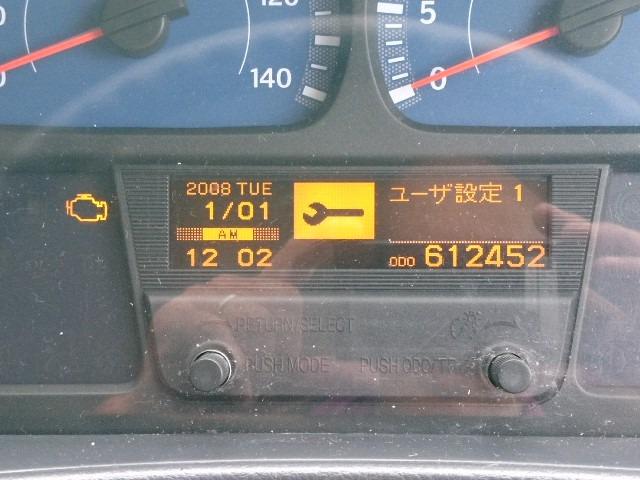 120
140
5
0
2008 TUE
1/01
AM
12 02
ユーザ設定 1
ODO 612452
RETURN/SELECT
PUSH MODE
PUSH ODO/TR